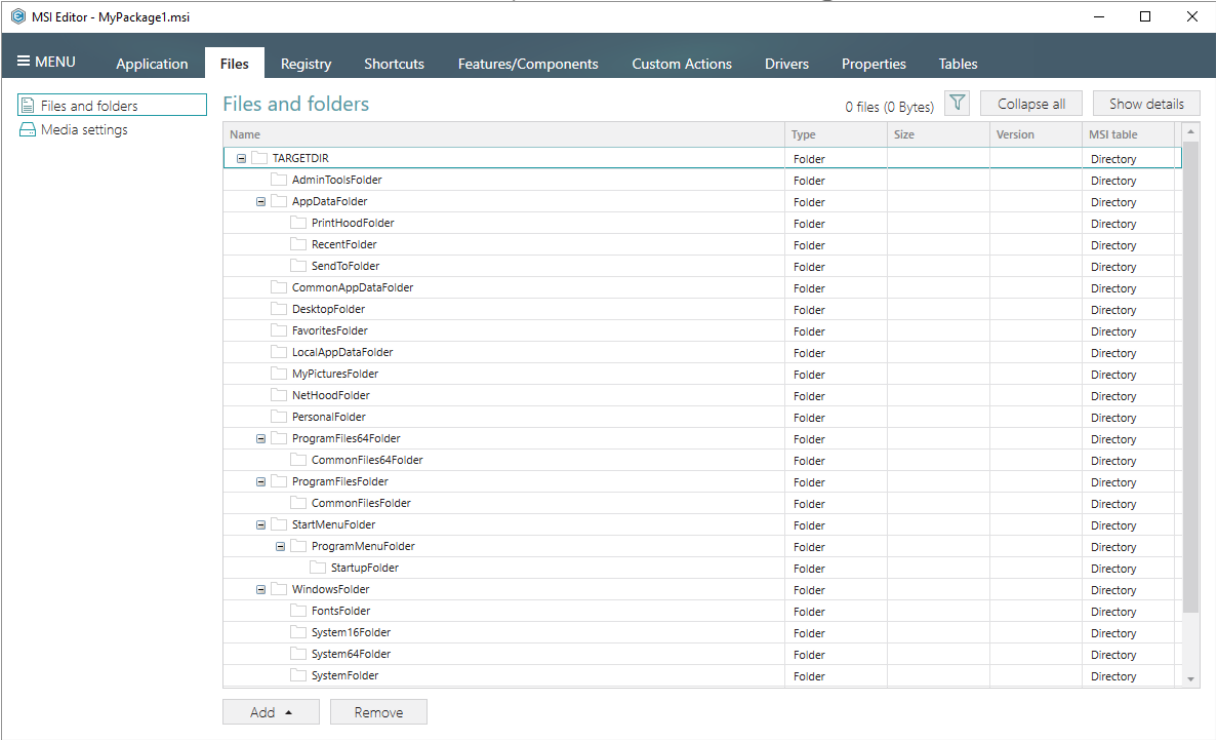 MSI Editor - MyPackage1.msi
MENU Application Files Registry Shortcuts Features/Components Custom Actions Drivers Properties Tables
Files and folders
Media settings
Files and folders 0 files (0 Bytes) Collapse all Show details
Name Type Size Version MSI table
TARGETDIR Folder Directory
AdminToolsFolder Folder Directory
AppDataFolder Folder Directory
PrintHoodFolder Folder Directory
RecentFolder Folder Directory
SendToFolder Folder Directory
CommonAppDataFolder Folder Directory
DesktopFolder Folder Directory
FavoritesFolder Folder Directory
LocalAppDataFolder Folder Directory
MyPicturesFolder Folder Directory
NetHoodFolder Folder Directory
PersonalFolder Folder Directory
ProgramFiles64Folder Folder Directory
CommonFiles64Folder Folder Directory
ProgramFilesFolder Folder Directory
CommonFilesFolder Folder Directory
StartMenuFolder Folder Directory
ProgramMenuFolder Folder Directory
StartupFolder Folder Directory
WindowsFolder Folder Directory
FontsFolder Folder Directory
System16Folder Folder Directory
System64Folder Folder Directory
SystemFolder Folder Directory
Add Remove